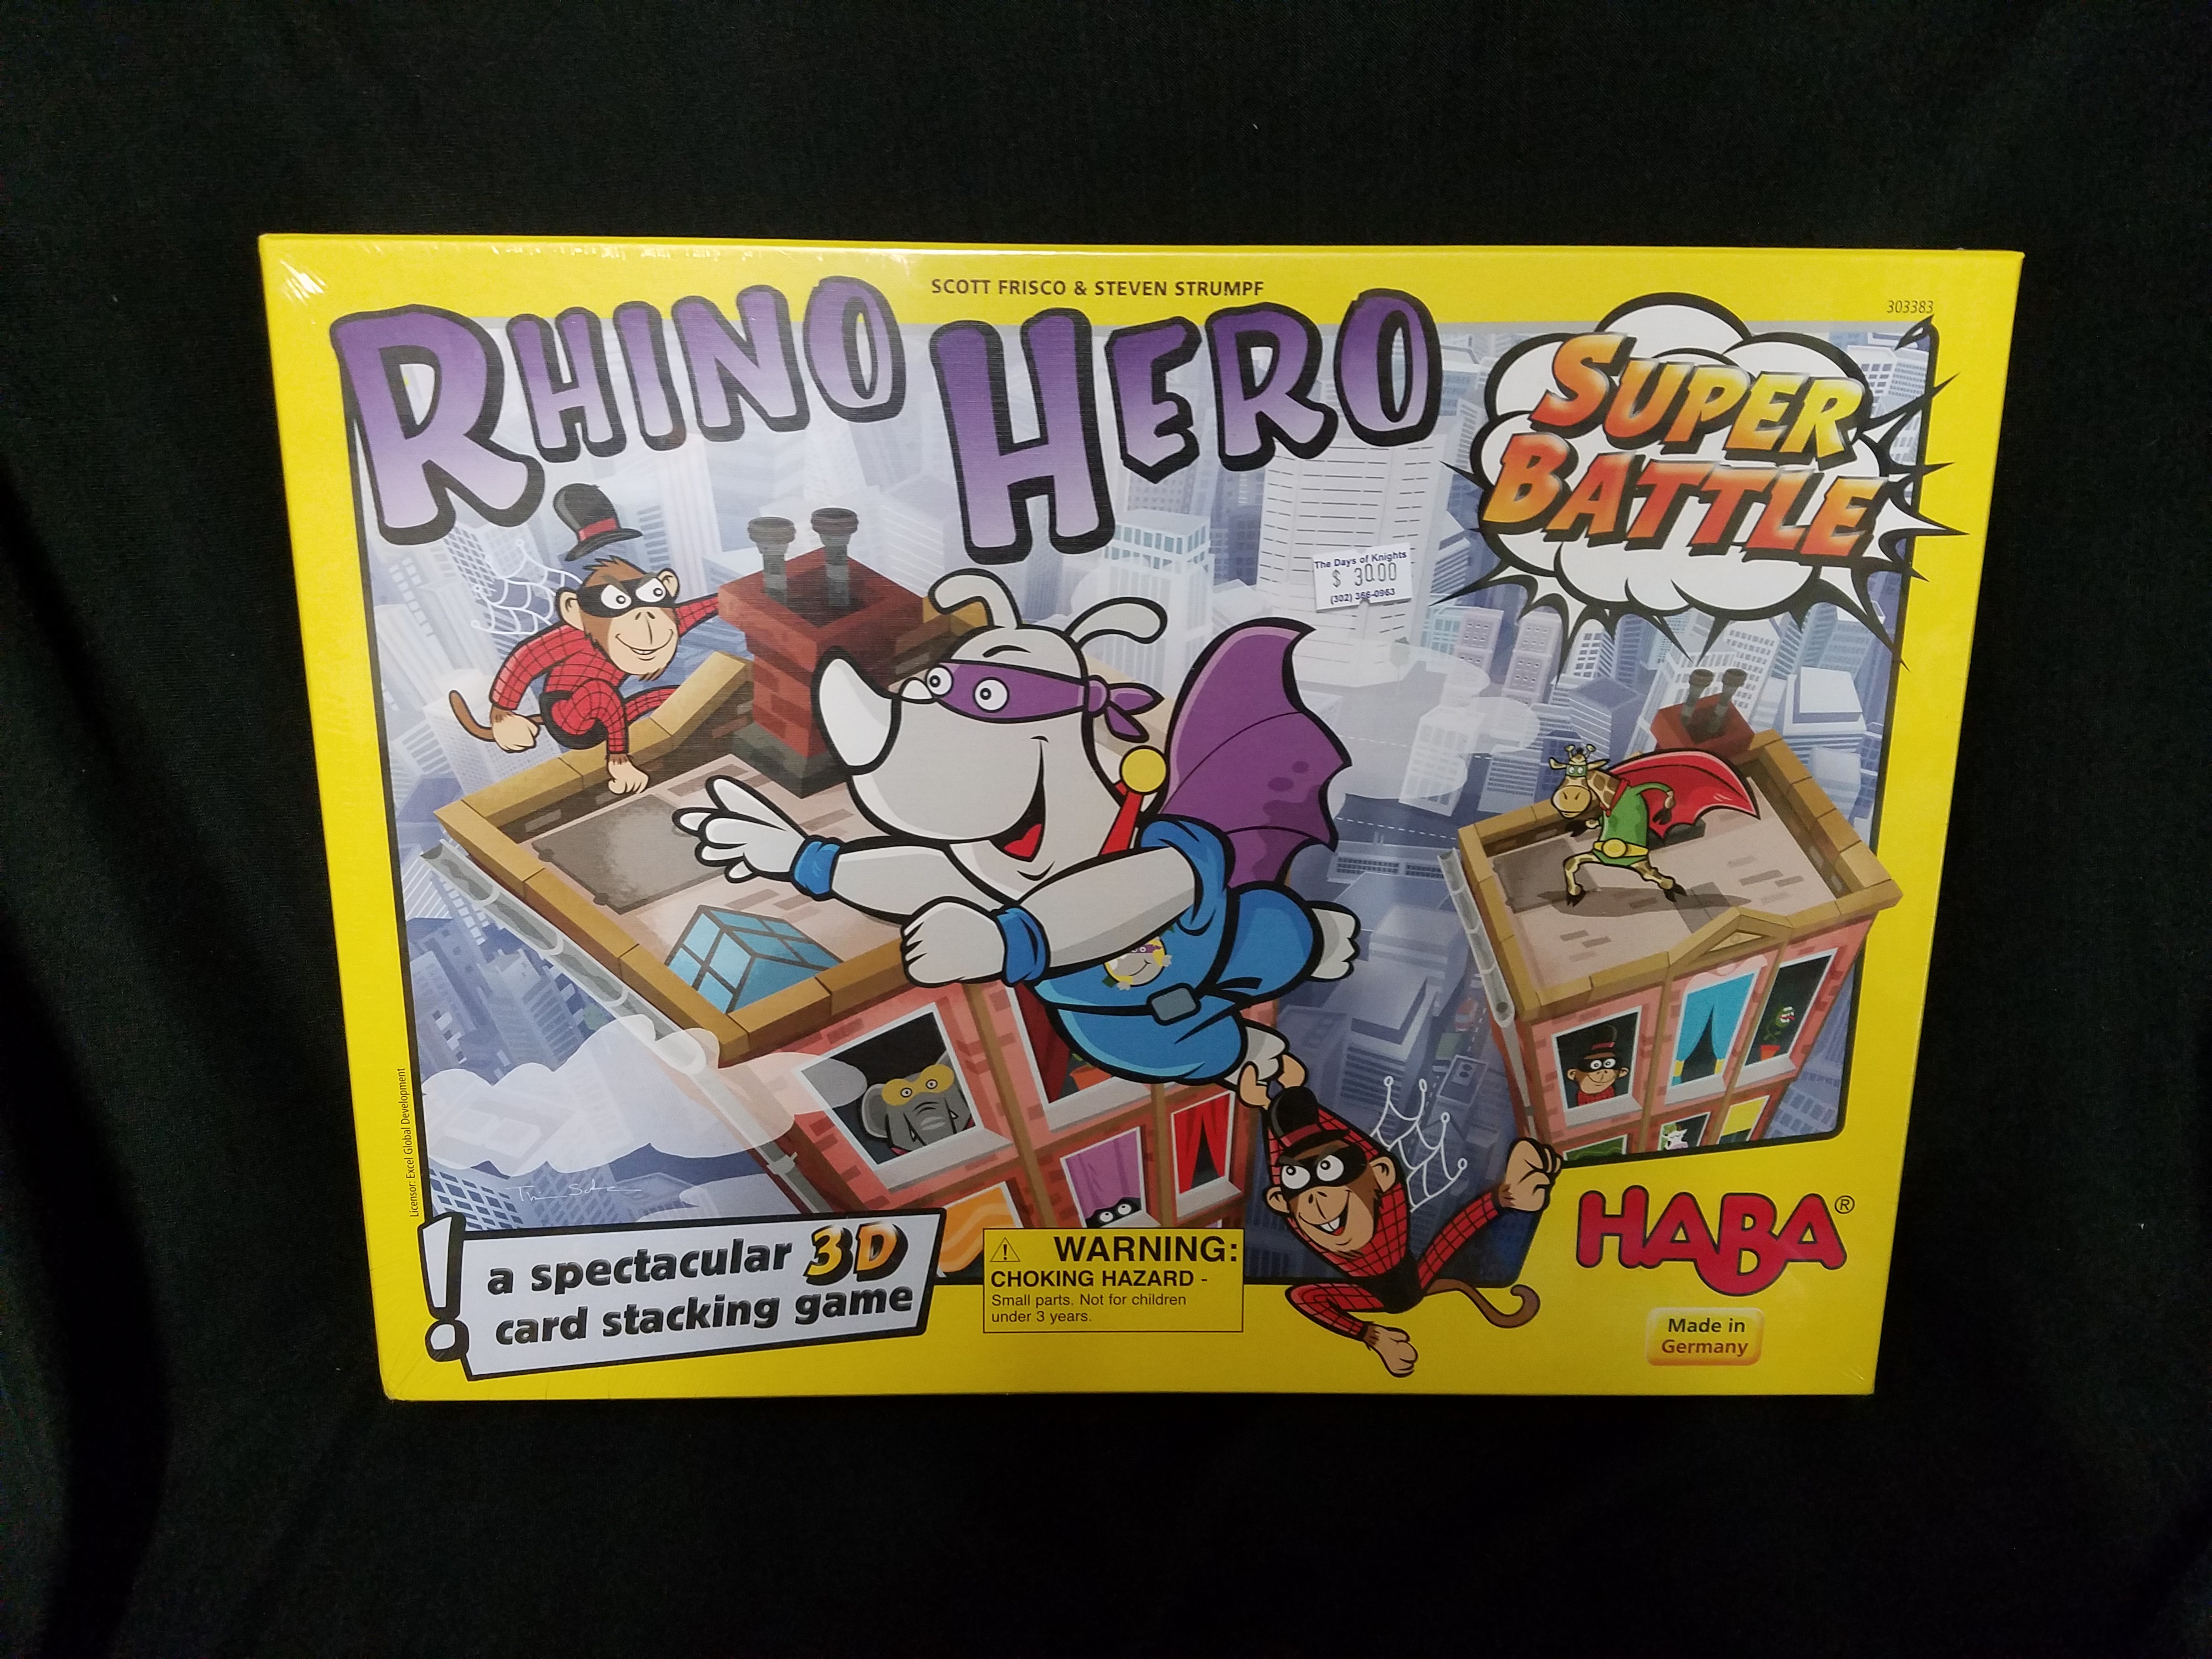 SCOTT FRISCO & STEVEN STRUMPF
303383
RHINO HERO
SUPER
BATTLE
The Days of Knights
$ 30.00
(302) 366-0963
Licensor: Excel Global Development
! a spectacular 3D
card stacking game
WARNING:
CHOKING HAZARD -
Small parts. Not for children
under 3 years.
HABA®
Made in
Germany